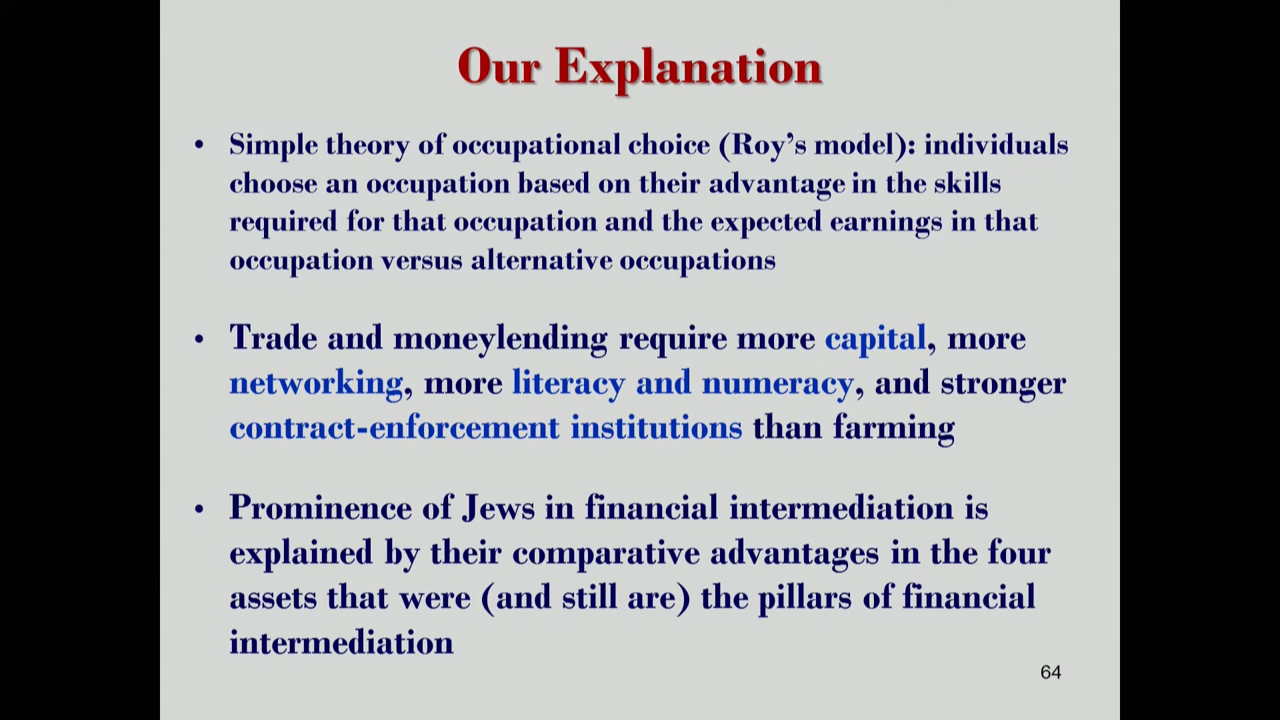 Our Explanation
• Simple theory of occupational choice (Roy's model): individuals
choose an occupation based on their advantage in the skills
required for that occupation and the expected earnings in that
occupation versus alternative occupations
• Trade and moneylending require more capital, more
networking, more literacy and numeracy, and stronger
contract-enforcement institutions than farming
• Prominence of Jews in financial intermediation is
explained by their comparative advantages in the four
assets that were (and still are) the pillars of financial
intermediation
64